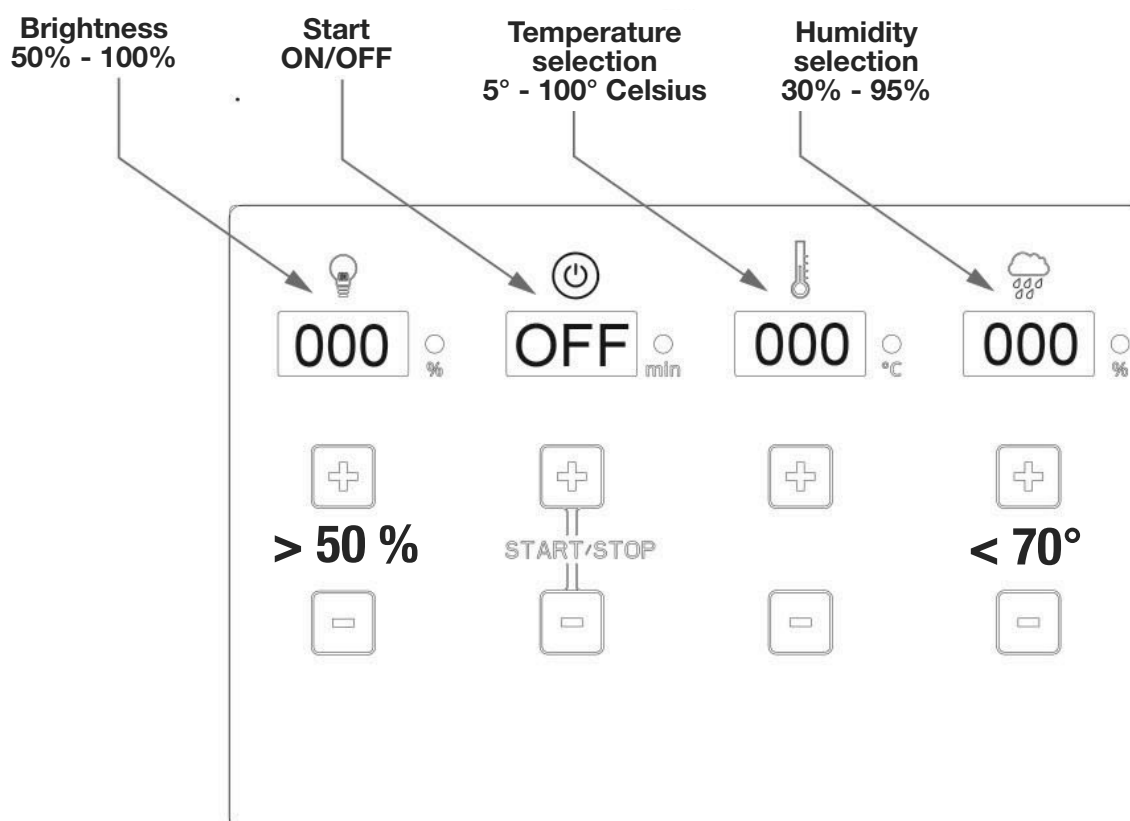 Brightness
50% - 100%
Start
ON/OFF
Temperature
selection
5° - 100° Celsius
Humidity
selection
30% - 95%
000
%
OFF
min
000
°C
000
%
> 50 %
START/STOP
< 70°